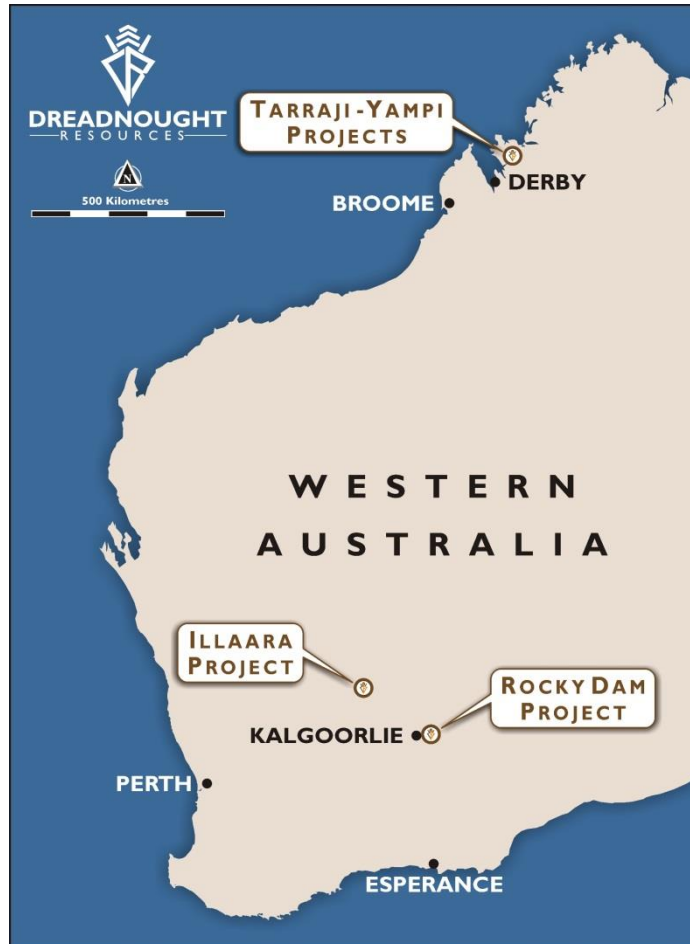 DREADNOUGHT
RESOURCES
N
500 Kilometres
TARRAJI-YAMPI
PROJECTS
DERBY
BROOME
WESTERN
AUSTRALIA
ILLAARA
PROJECT
ROCKY DAM
PROJECT
KALGOORLIE
PERTH
ESPERANCE